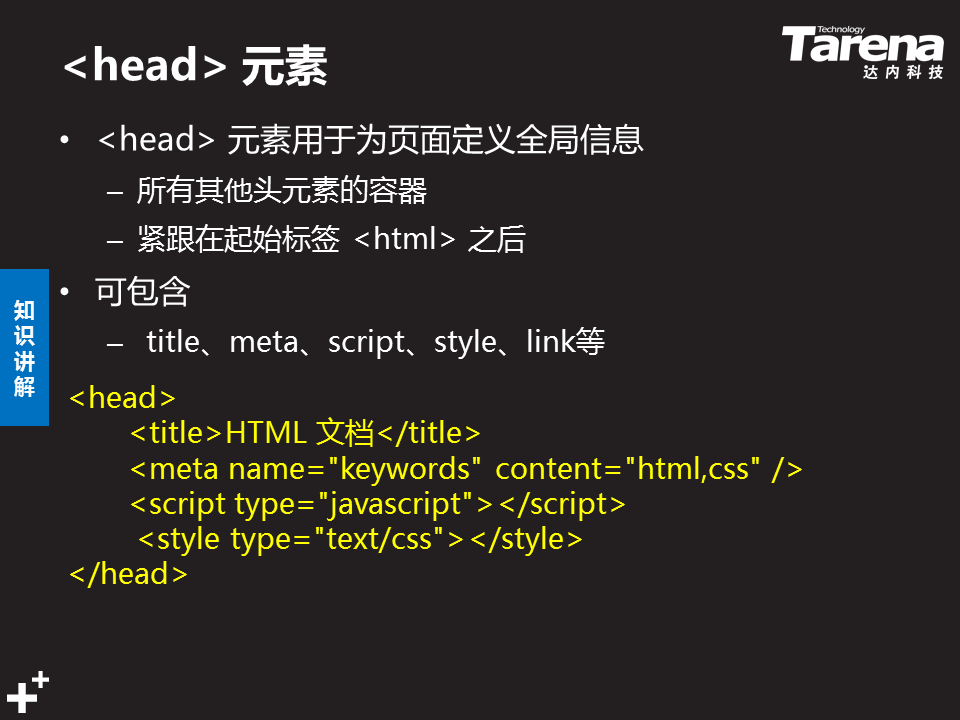 <head> 元素
Technology
Tarena
达内科技
• <head> 元素用于为页面定义全局信息
– 所有其他头元素的容器
– 紧跟在起始标签 <html> 之后
• 可包含
– title、meta、script、style、link等
知识讲解
<head>
<title>HTML 文档</title>
<meta name="keywords" content="html,css" />
<script type="javascript"></script>
<style type="text/css"></style>
</head>